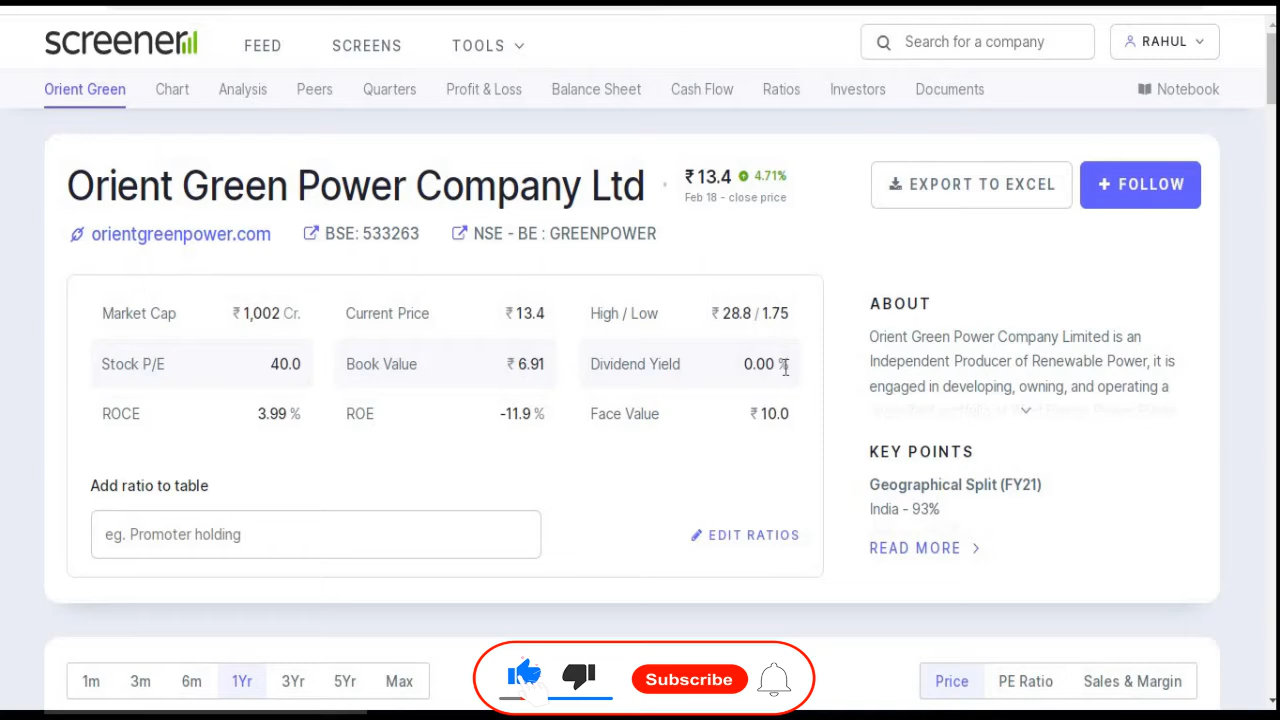 screener
FEED SCREENS TOOLS
Search for a company
RAHUL
Orient Green Chart Analysis Peers Quarters Profit & Loss Balance Sheet Cash Flow Ratios Investors Documents Notebook
Orient Green Power Company Ltd
₹ 13.4 4.71%
Feb 18 - close price
EXPORT TO EXCEL
+ FOLLOW
orientgreenpower.com BSE: 533263 NSE - BE : GREENPOWER
Market Cap ₹ 1,002 Cr. Current Price ₹ 13.4 High / Low ₹ 28.8 / 1.75
Stock P/E 40.0 Book Value ₹ 6.91 Dividend Yield 0.00 %
ROCE 3.99 % ROE -11.9 % Face Value ₹ 10.0
Add ratio to table
eg. Promoter holding
EDIT RATIOS
ABOUT
Orient Green Power Company Limited is an
Independent Producer of Renewable Power, it is
engaged in developing, owning, and operating a
KEY POINTS
Geographical Split (FY21)
India - 93%
READ MORE
1m 3m 6m 1Yr 3Yr 5Yr Max
Subscribe
Price PE Ratio Sales & Margin